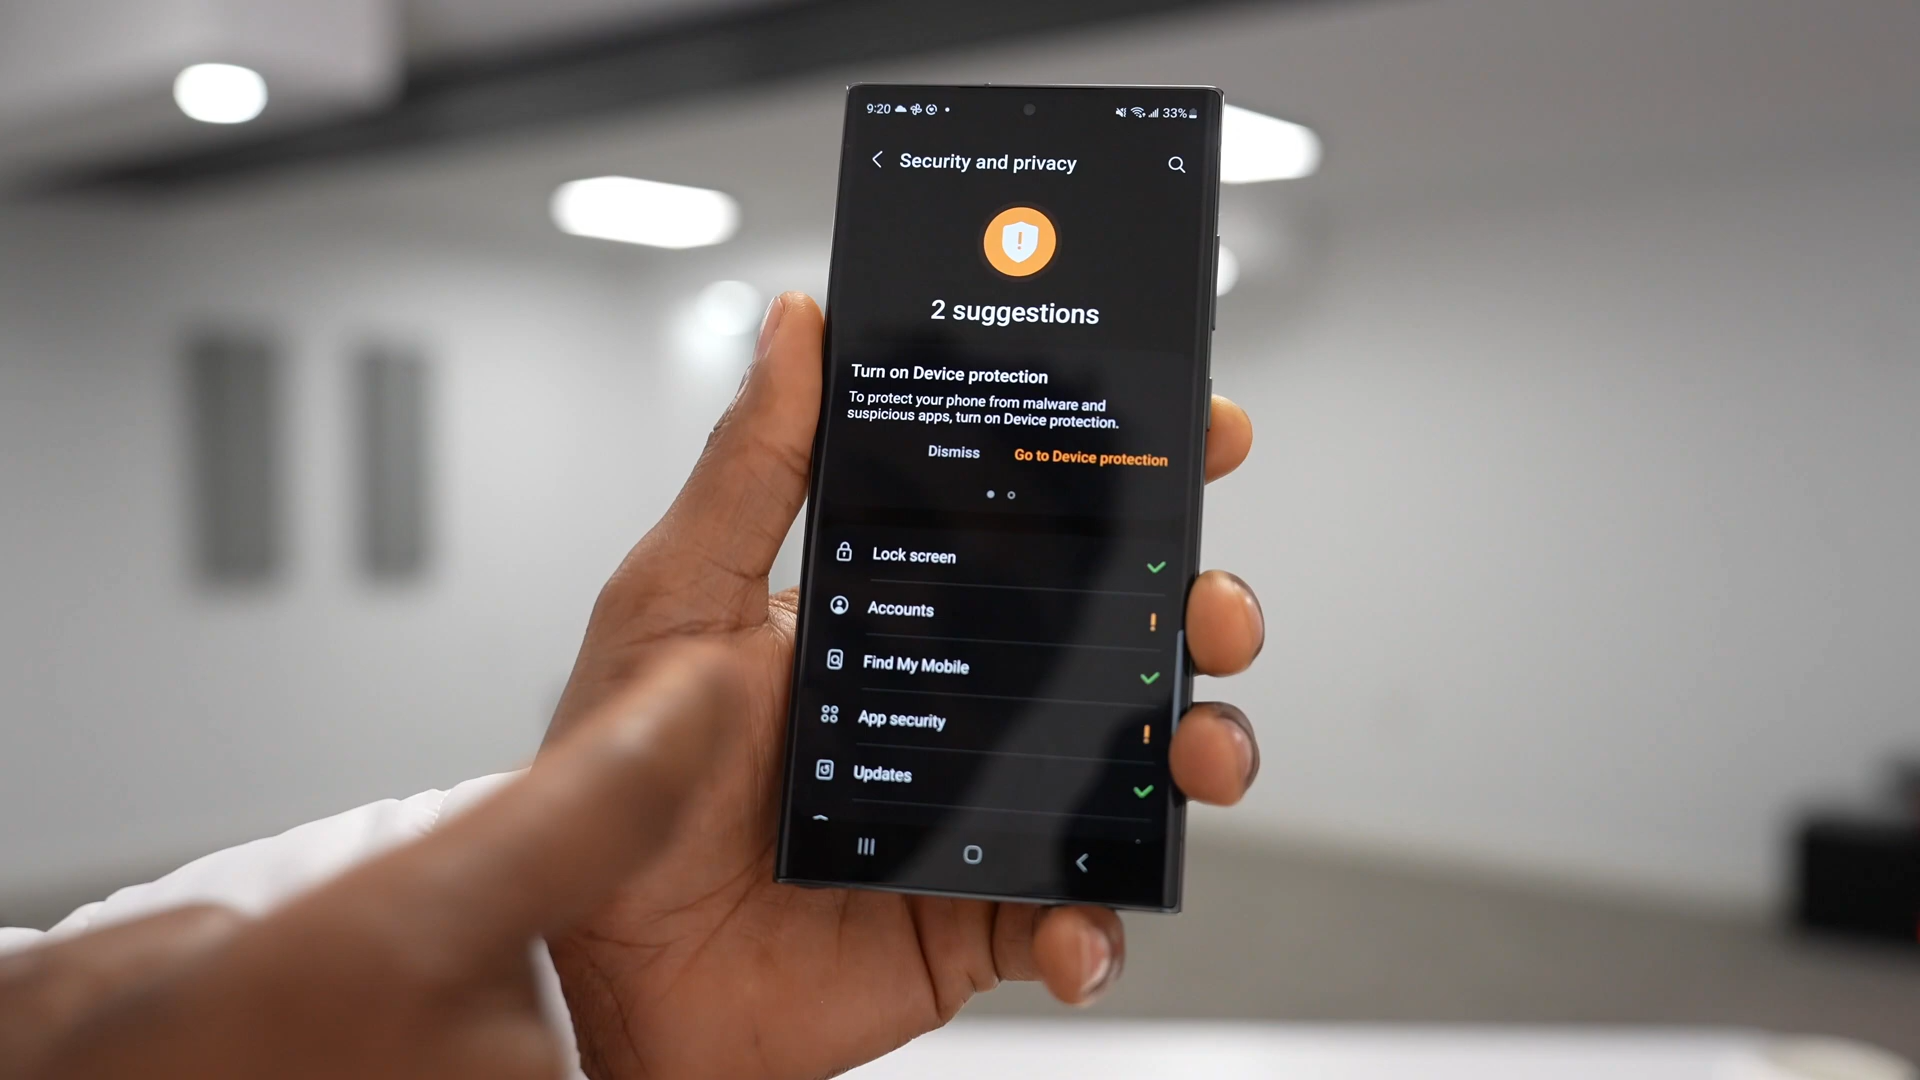 9:20 33%
Security and privacy
2 suggestions
Turn on Device protection
To protect your phone from malware and
suspicious apps, turn on Device protection.
Dismiss Go to Device protection
Lock screen
Accounts
Find My Mobile
App security
Updates